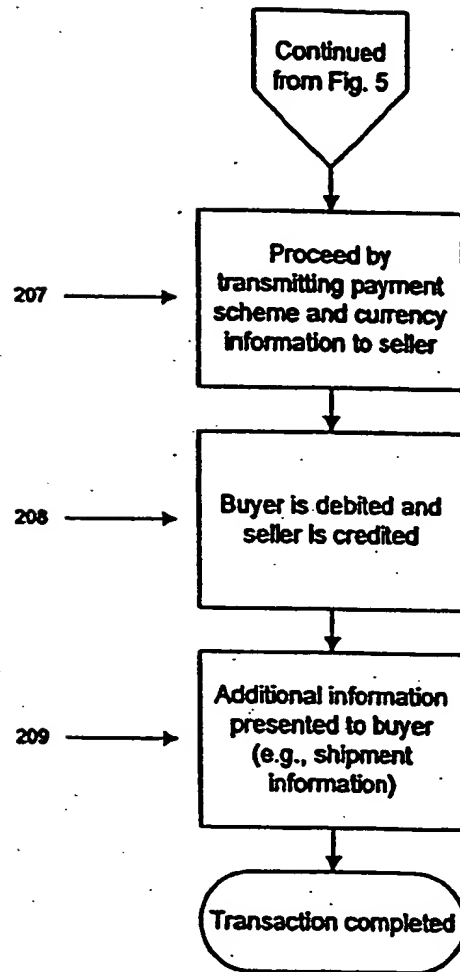 Continued
from Fig. 5
207
Proceed by
transmitting payment
scheme and currency
information to seller
208
Buyer is debited and
seller is credited
209
Additional information
presented to buyer
(e.g., shipment
information)
Transaction completed